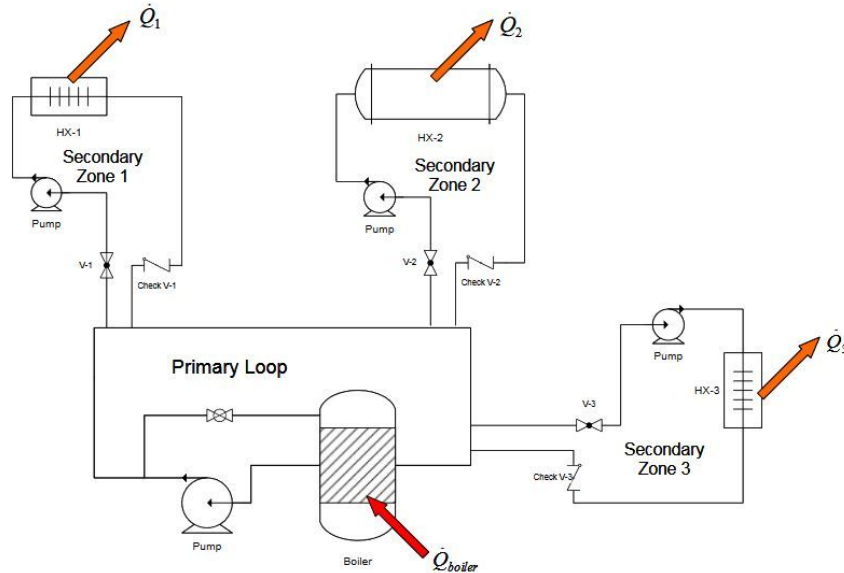 Q̇₁
Q̇₂
HX-1
HX-2
Secondary
Zone 1
Secondary
Zone 2
Pump
Pump
V-1
Check V-1
V-2
Check V-2
Primary Loop
Pump
Q̇₃
HX-3
V-3
Secondary
Zone 3
Check V-3
Pump
Boiler
Q̇boiler